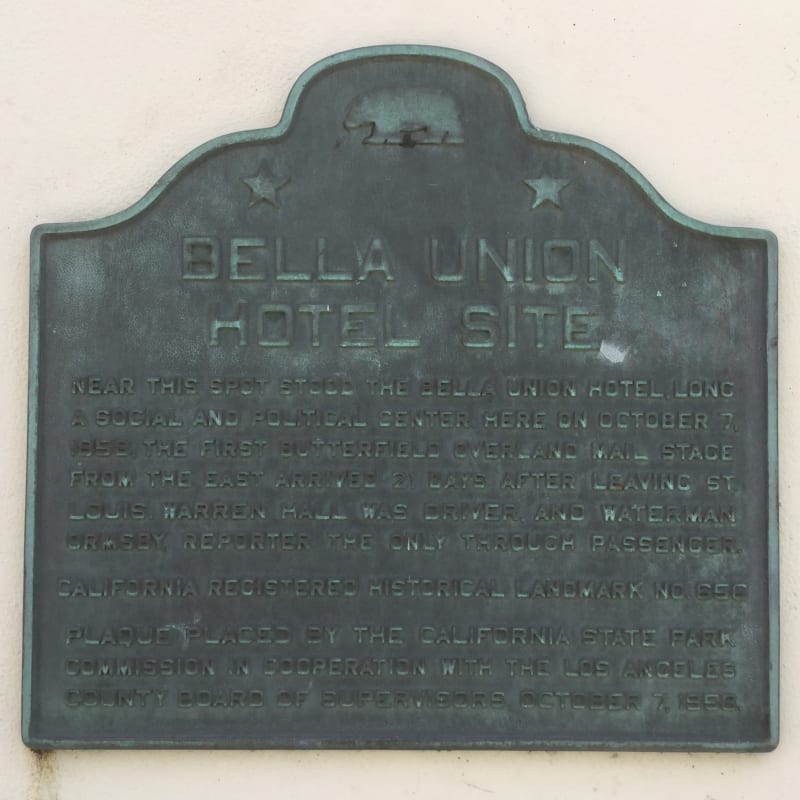 BELLA UNION
HOTEL SITE
NEAR THIS SPOT STOOD THE BELLA UNION HOTEL, LONG
A SOCIAL AND POLITICAL CENTER. HERE ON OCTOBER 7,
1858, THE FIRST BUTTERFIELD OVERLAND MAIL STAGE
FROM THE EAST ARRIVED 21 DAYS AFTER LEAVING ST.
LOUIS. WARREN HALL WAS DRIVER, AND WATERMAN
ORMSBY, REPORTER THE ONLY THROUGH PASSENGER.
CALIFORNIA REGISTERED HISTORICAL LANDMARK NO. 656
PLAQUE PLACED BY THE CALIFORNIA STATE PARK
COMMISSION IN COOPERATION WITH THE LOS ANGELES
COUNTY BOARD OF SUPERVISORS, OCTOBER 7, 1958.